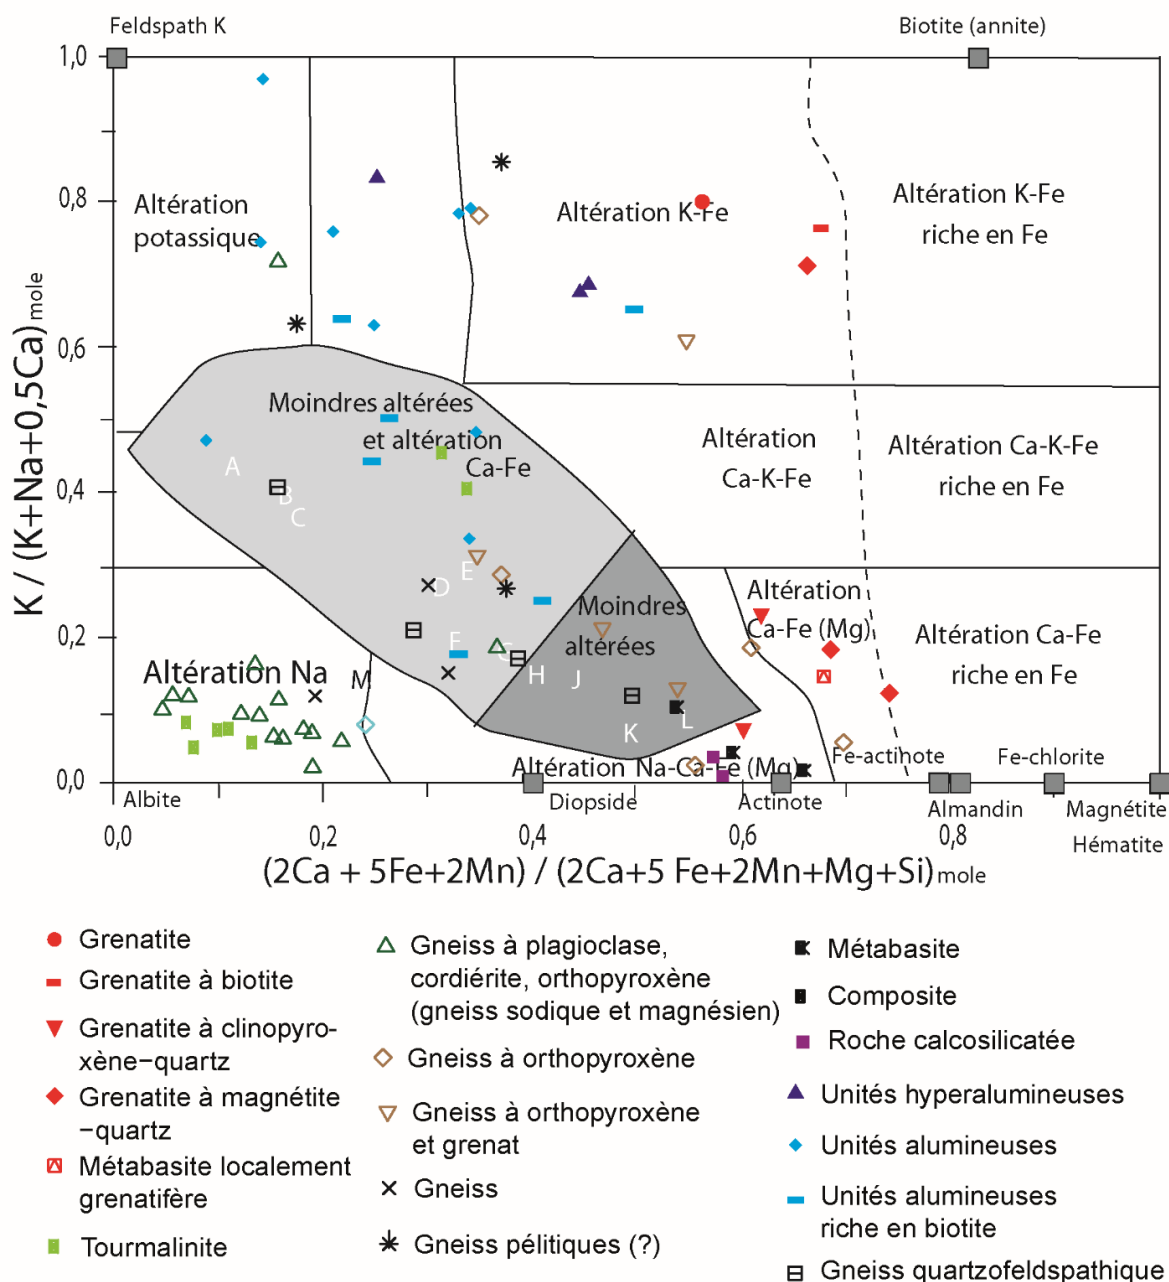 Feldspath K
Biotite (annite)
K / (K+Na+0,5Ca)mole
1,0
0,8
0,6
0,4
0,2
0,0
Altération
potassique
Altération K-Fe
Altération K-Fe
riche en Fe
Moindres altérées
et altération
Ca-Fe
Altération
Ca-K-Fe
Altération Ca-K-Fe
riche en Fe
A
B
C
D
E
F
G
H
J
K
L
M
Moindres
altérées
Altération
Ca-Fe (Mg)
Altération Ca-Fe
riche en Fe
Altération Na
Altération Na-Ca-Fe (Mg)
Fe-actinote
Fe-chlorite
Albite
Diopside
Actinote
Almandin
Magnétite
Hématite
0,0
0,2
0,4
0,6
0,8
(2Ca + 5Fe+2Mn) / (2Ca+5 Fe+2Mn+Mg+Si)mole
Grenatite
Grenatite à biotite
Grenatite à clinopyro-
xène–quartz
Grenatite à magnétite
–quartz
Métabasite localement
grenatifère
Tourmalinite
Gneiss à plagioclase,
cordiérite, orthopyroxène
(gneiss sodique et magnésien)
Gneiss à orthopyroxène
Gneiss à orthopyroxène
et grenat
Gneiss
Gneiss pélitiques (?)
Métabasite
Composite
Roche calcosilicatée
Unités hyperalumineuses
Unités alumineuses
Unités alumineuses
riche en biotite
Gneiss quartzofeldspathique